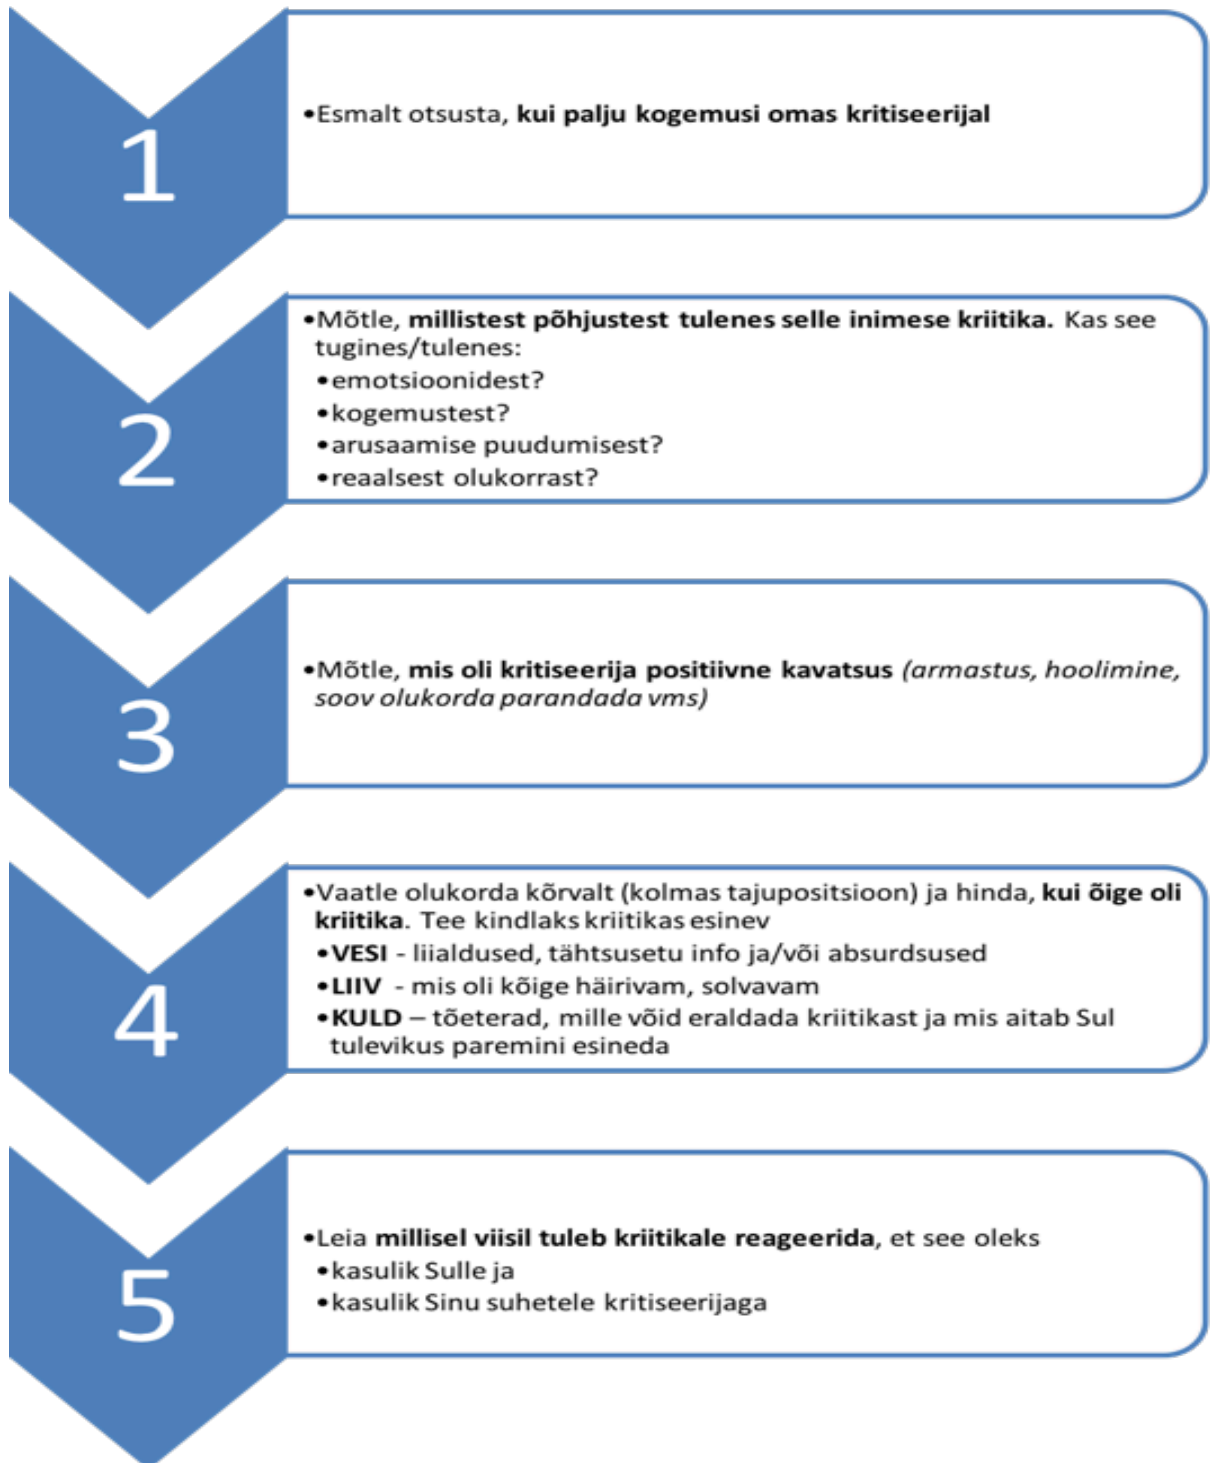 1
•Esmalt otsusta, kui palju kogemusi omas kritiseerijal
2
•Mõtle, millistest põhjustest tulenes selle inimese kriitika. Kas see
tugines/tulenes:
•emotsioonidest?
•kogemustest?
•arusaamise puudumisest?
•reaalsest olukorrast?
3
•Mõtle, mis oli kritiseerija positiivne kavatsus (armastus, hoolimine,
soov olukorda parandada vms)
4
•Vaatle olukorda kõrvalt (kolmas tajupositsioon) ja hinda, kui õige oli
kriitika. Tee kindlaks kriitikas esinev
•VESI - liialdused, tähtsusetu info ja/või absurdsused
•LIIV - mis oli kõige häirivam, solvavam
•KULD – tõeterad, mille võid eraldada kriitikast ja mis aitab Sul
tulevikus paremini esineda
5
•Leia millisel viisil tuleb kriitikale reageerida, et see oleks
•kasulik Sulle ja
•kasulik Sinu suhetele kritiseerijaga